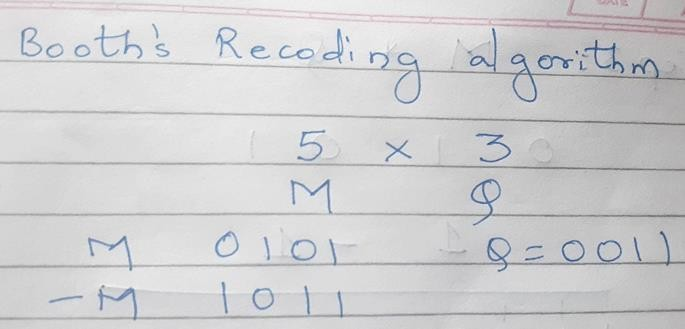 Booth's Recoding algorithm
5 × 3
M Q
M 0101 Q = 0011
-M 1011